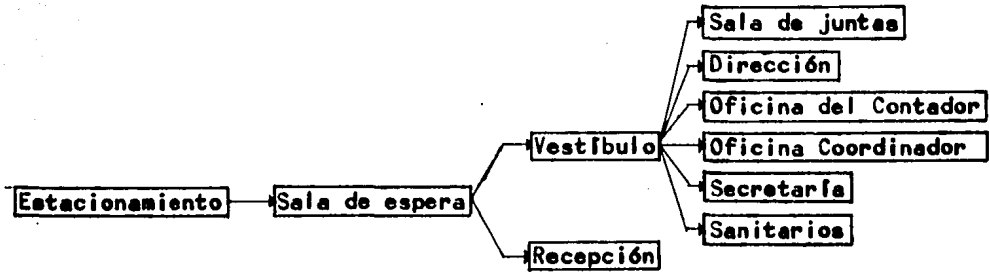 Sala de juntas
Dirección
Oficina del Contador
Vestíbulo
Oficina Coordinador
Secretaría
Estacionamiento
Sala de espera
Sanitarios
Recepción